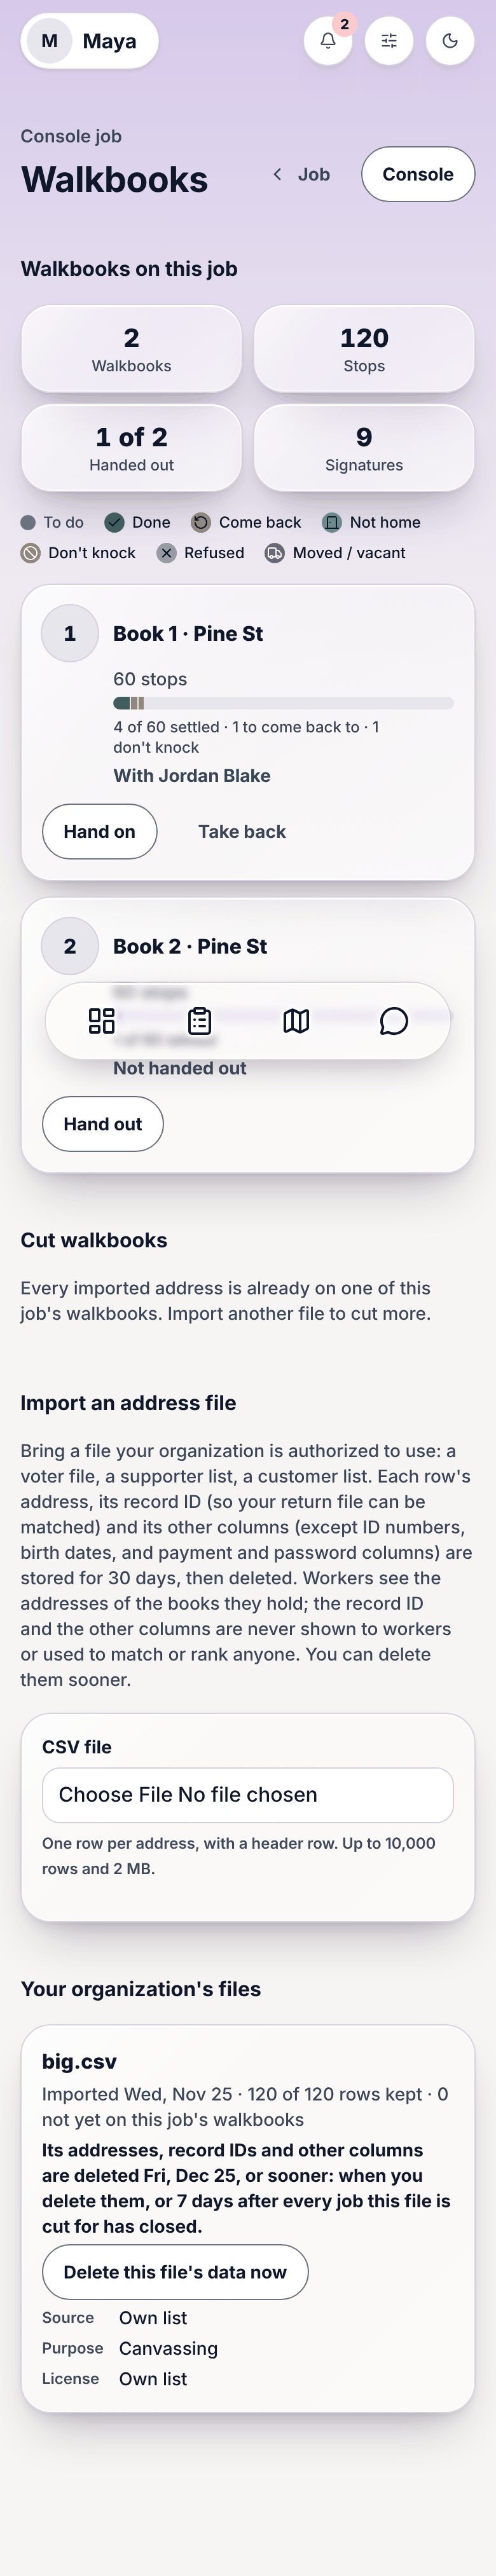 M Maya
2
Console job
Walkbooks
Job
Console
Walkbooks on this job
2
Walkbooks
120
Stops
1 of 2
Handed out
9
Signatures
To do Done Come back Not home
Don't knock Refused Moved / vacant
1 Book 1 · Pine St
60 stops
4 of 60 settled · 1 to come back to · 1
don't knock
With Jordan Blake
Hand on Take back
2 Book 2 · Pine St
Not handed out
Hand out
Cut walkbooks
Every imported address is already on one of this
job's walkbooks. Import another file to cut more.
Import an address file
Bring a file your organization is authorized to use: a
voter file, a supporter list, a customer list. Each row's
address, its record ID (so your return file can be
matched) and its other columns (except ID numbers,
birth dates, and payment and password columns) are
stored for 30 days, then deleted. Workers see the
addresses of the books they hold; the record ID
and the other columns are never shown to workers
or used to match or rank anyone. You can delete
them sooner.
CSV file
Choose File No file chosen
One row per address, with a header row. Up to 10,000
rows and 2 MB.
Your organization's files
big.csv
Imported Wed, Nov 25 · 120 of 120 rows kept · 0
not yet on this job's walkbooks
Its addresses, record IDs and other columns
are deleted Fri, Dec 25, or sooner: when you
delete them, or 7 days after every job this file is
cut for has closed.
Delete this file's data now
Source Own list
Purpose Canvassing
License Own list